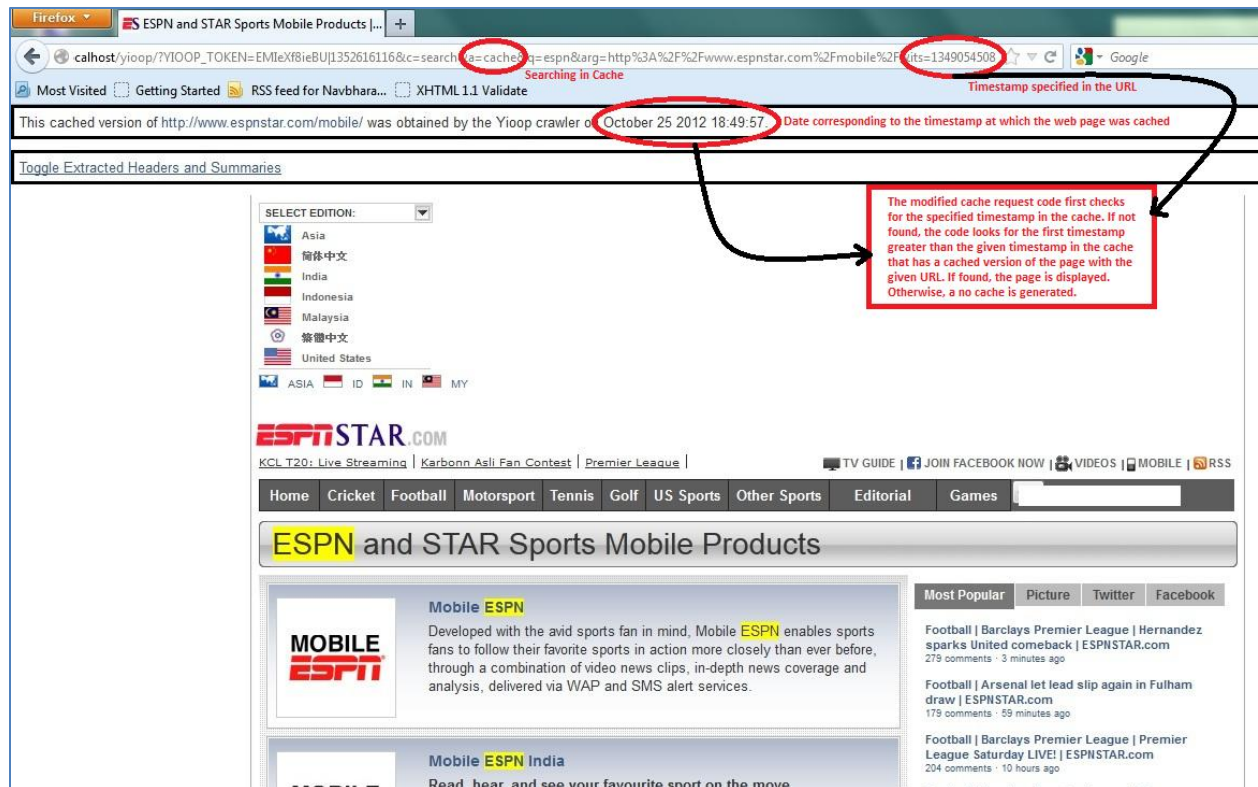 Firefox
ESPN and STAR Sports Mobile Products |...
calhost/yioop/?YIOOP_TOKEN=EMIeXf8ieBU|1352616116&c=search&a=cache&q=espn&arg=http%3A%2F%2Fwww.espnstar.com%2Fmobile%2F&its=1349054508
Google
Searching in Cache
Timestamp specified in the URL
Most Visited
Getting Started
RSS feed for Navbhara...
XHTML 1.1 Validate
This cached version of http://www.espnstar.com/mobile/ was obtained by the Yioop crawler on October 25 2012 18:49:57.
Date corresponding to the timestamp at which the web page was cached
Toggle Extracted Headers and Summaries
The modified cache request code first checks
for the specified timestamp in the cache. If not
found, the code looks for the first timestamp
greater than the given timestamp in the cache
that has a cached version of the page with the
given URL. If found, the page is displayed.
Otherwise, a no cache is generated.
SELECT EDITION:
Asia
简体中文
India
Indonesia
Malaysia
繁體中文
United States
ASIA ID IN MY
ESPN STAR.COM
KCL T20: Live Streaming | Karbonn Asli Fan Contest | Premier League |
TV GUIDE | JOIN FACEBOOK NOW | VIDEOS | MOBILE | RSS
Home Cricket Football Motorsport Tennis Golf US Sports Other Sports Editorial Games
ESPN and STAR Sports Mobile Products
MOBILE
ESPN
Mobile ESPN
Developed with the avid sports fan in mind, Mobile ESPN enables sports
fans to follow their favorite sports in action more closely than ever before,
through a combination of video news clips, in-depth news coverage and
analysis, delivered via WAP and SMS alert services.
Mobile ESPN India
Read, hear, and see your favourite sport on the move
MOBILE
Most Popular Picture Twitter Facebook
Football | Barclays Premier League | Hernandez
sparks United comeback | ESPNSTAR.com
279 comments · 3 minutes ago
Football | Arsenal let lead slip again in Fulham
draw | ESPNSTAR.com
179 comments · 59 minutes ago
Football | Barclays Premier League | Premier
League Saturday LIVE! | ESPNSTAR.com
204 comments · 10 hours ago